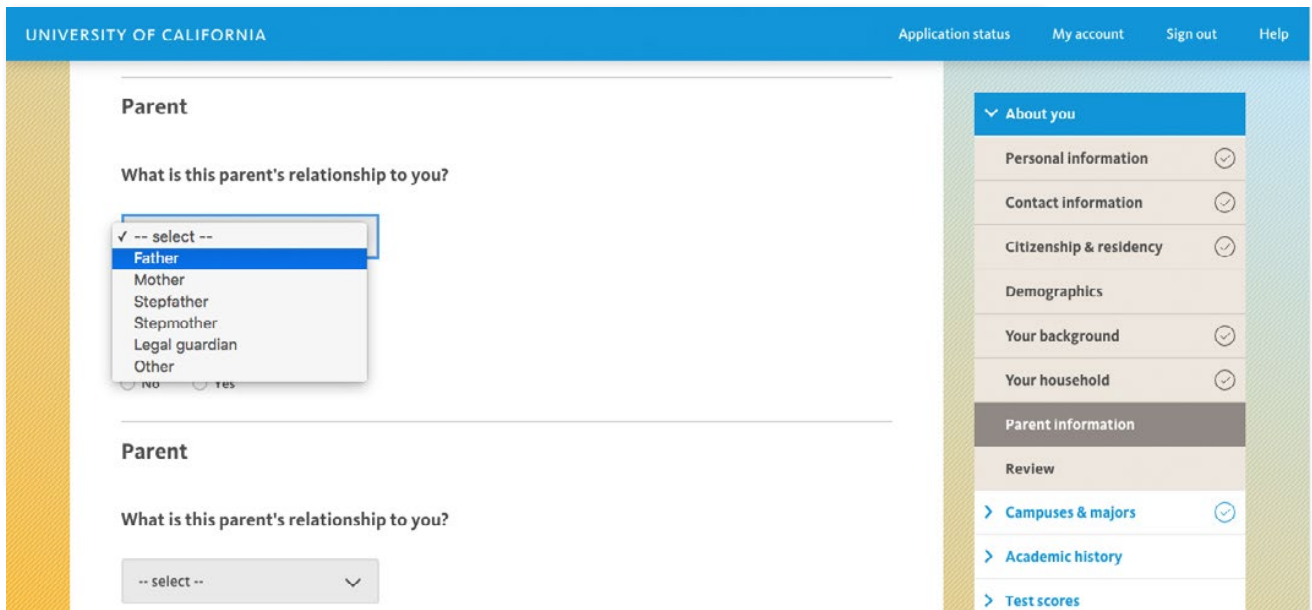 UNIVERSITY OF CALIFORNIA
Application status My account Sign out Help
Parent
What is this parent's relationship to you?
✓ -- select --
Father
Mother
Stepfather
Stepmother
Legal guardian
Other
No Yes
Parent
What is this parent's relationship to you?
-- select --
About you
Personal information
Contact information
Citizenship & residency
Demographics
Your background
Your household
Parent information
Review
Campuses & majors
Academic history
Test scores